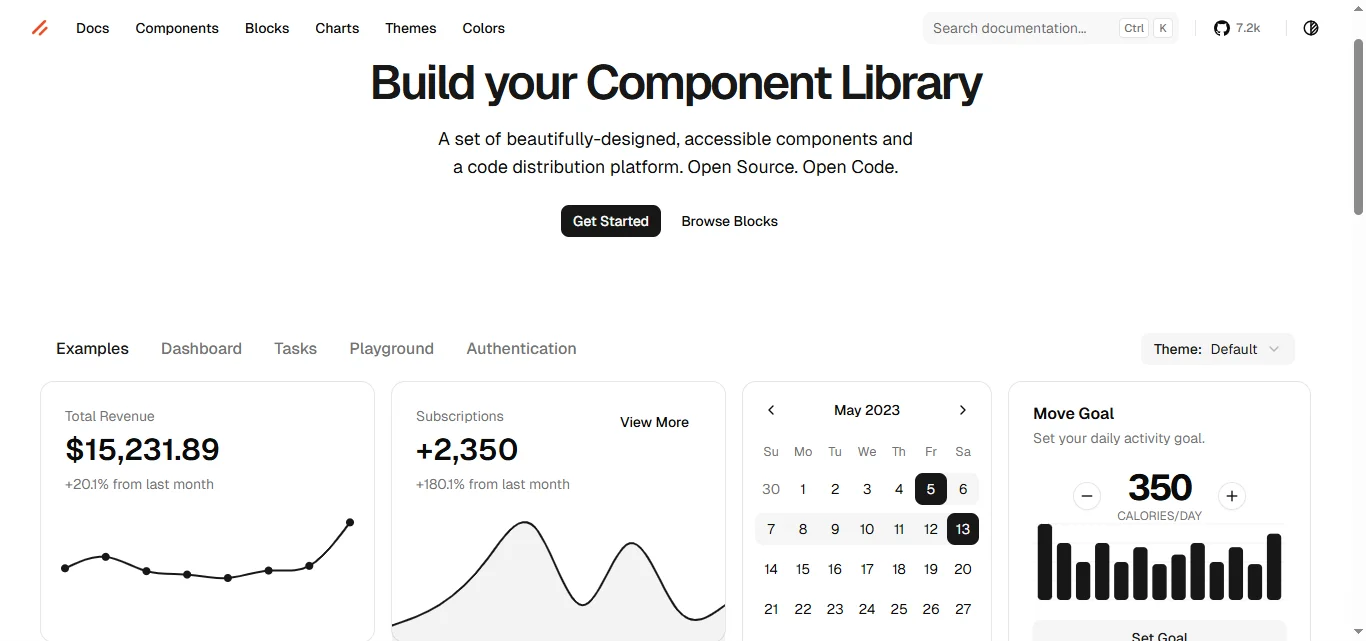 Docs Components Blocks Charts Themes Colors Search documentation... Ctrl K 7.2k
Build your Component Library
A set of beautifully-designed, accessible components and
a code distribution platform. Open Source. Open Code.
Get Started Browse Blocks
Examples Dashboard Tasks Playground Authentication Theme: Default
Total Revenue
$15,231.89
+20.1% from last month
Subscriptions
View More
+2,350
+180.1% from last month
May 2023
Su Mo Tu We Th Fr Sa
30 1 2 3 4 5 6
7 8 9 10 11 12 13
14 15 16 17 18 19 20
21 22 23 24 25 26 27
Move Goal
Set your daily activity goal.
350
CALORIES/DAY
Set Goal